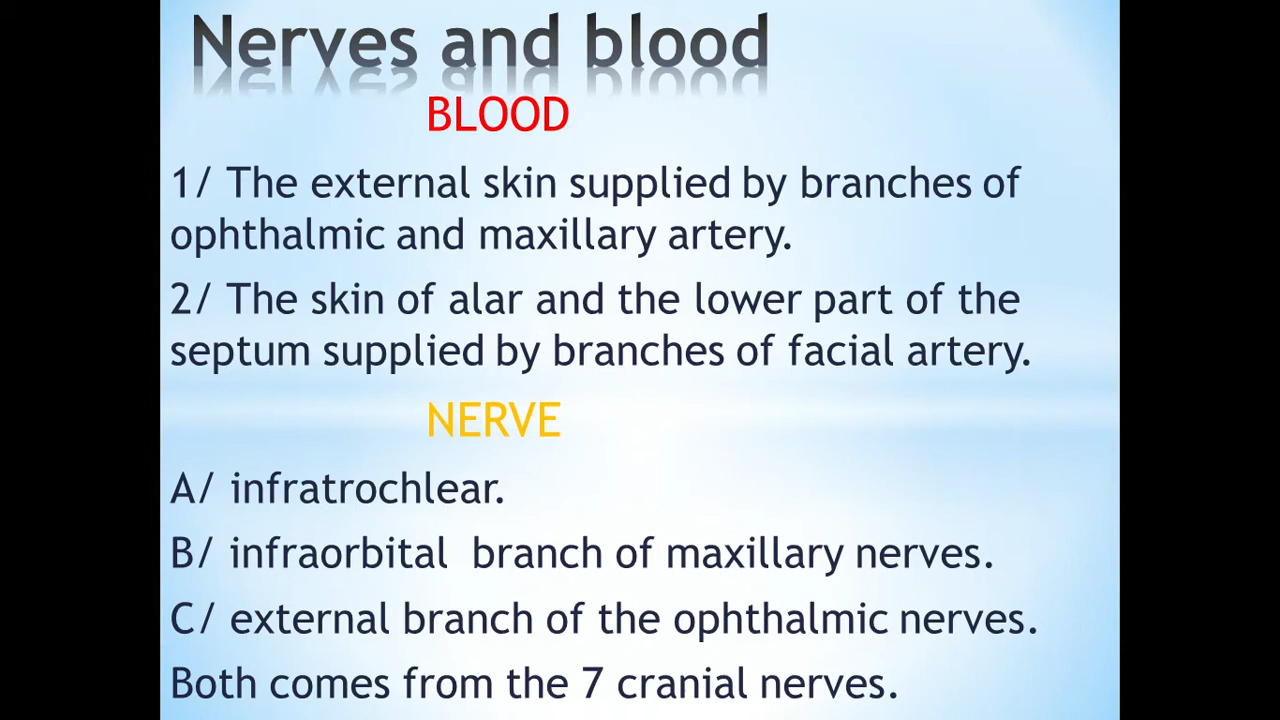 Nerves and blood
BLOOD
1/ The external skin supplied by branches of
ophthalmic and maxillary artery.
2/ The skin of alar and the lower part of the
septum supplied by branches of facial artery.
NERVE
A/ infratrochlear.
B/ infraorbital branch of maxillary nerves.
C/ external branch of the ophthalmic nerves.
Both comes from the 7 cranial nerves.